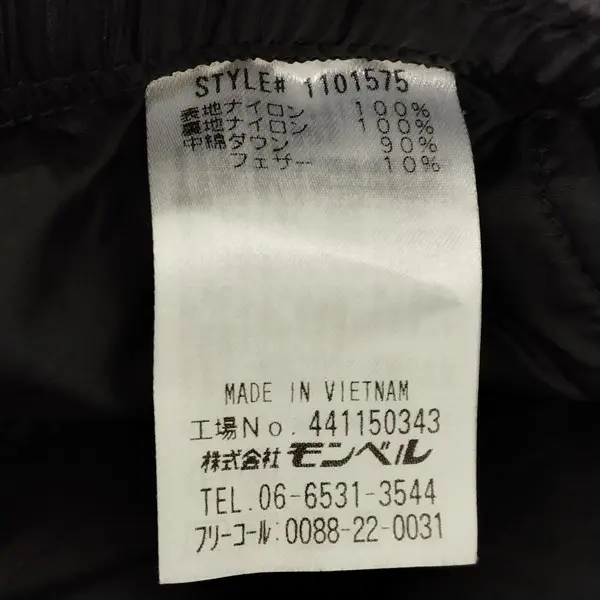 STYLE# 1101575
表地ナイロン 100%
裏地ナイロン 100%
中綿ダウン 90%
フェザー 10%
MADE IN VIETNAM
工場No. 441150343
株式会社モンベル
TEL.06-6531-3544
フリーコール:0088-22-0031